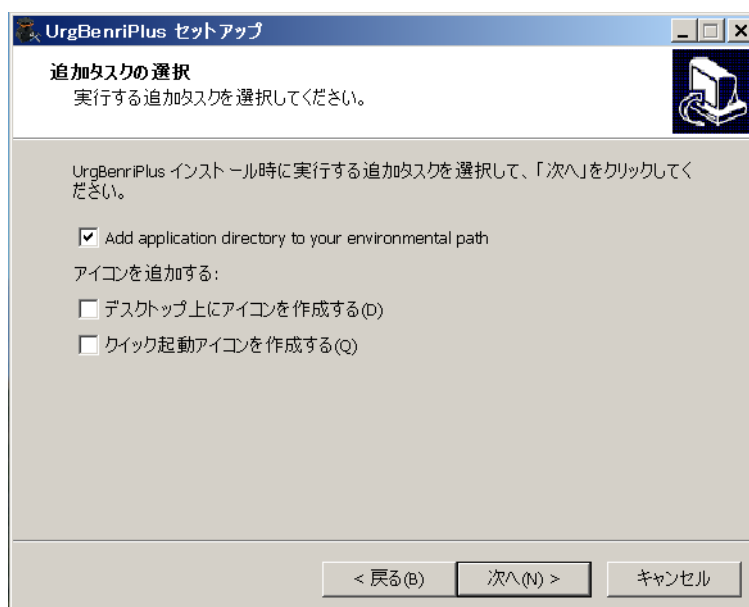 UrgBenriPlus セットアップ
追加タスクの選択
実行する追加タスクを選択してください。
UrgBenriPlus インストール時に実行する追加タスクを選択して、「次へ」をクリックしてく
ださい。
Add application directory to your environmental path
アイコンを追加する:
デスクトップ上にアイコンを作成する(D)
クイック起動アイコンを作成する(Q)
< 戻る(B)
次へ(N) >
キャンセル